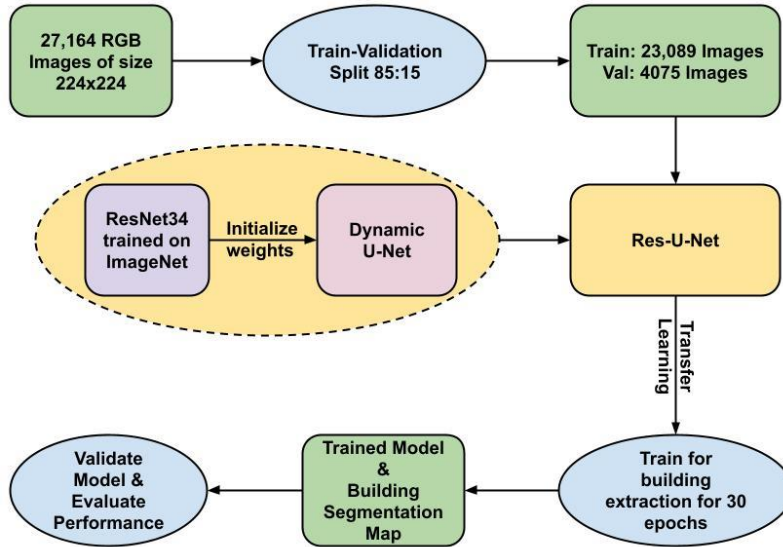 27,164 RGB
Images of size
224x224
Train-Validation
Split 85:15
Train: 23,089 Images
Val: 4075 Images
ResNet34
trained on
ImageNet
Initialize
weights
Dynamic
U-Net
Res-U-Net
Transfer
Learning
Train for
building
extraction for 30
epochs
Trained Model
&
Building
Segmentation
Map
Validate
Model &
Evaluate
Performance